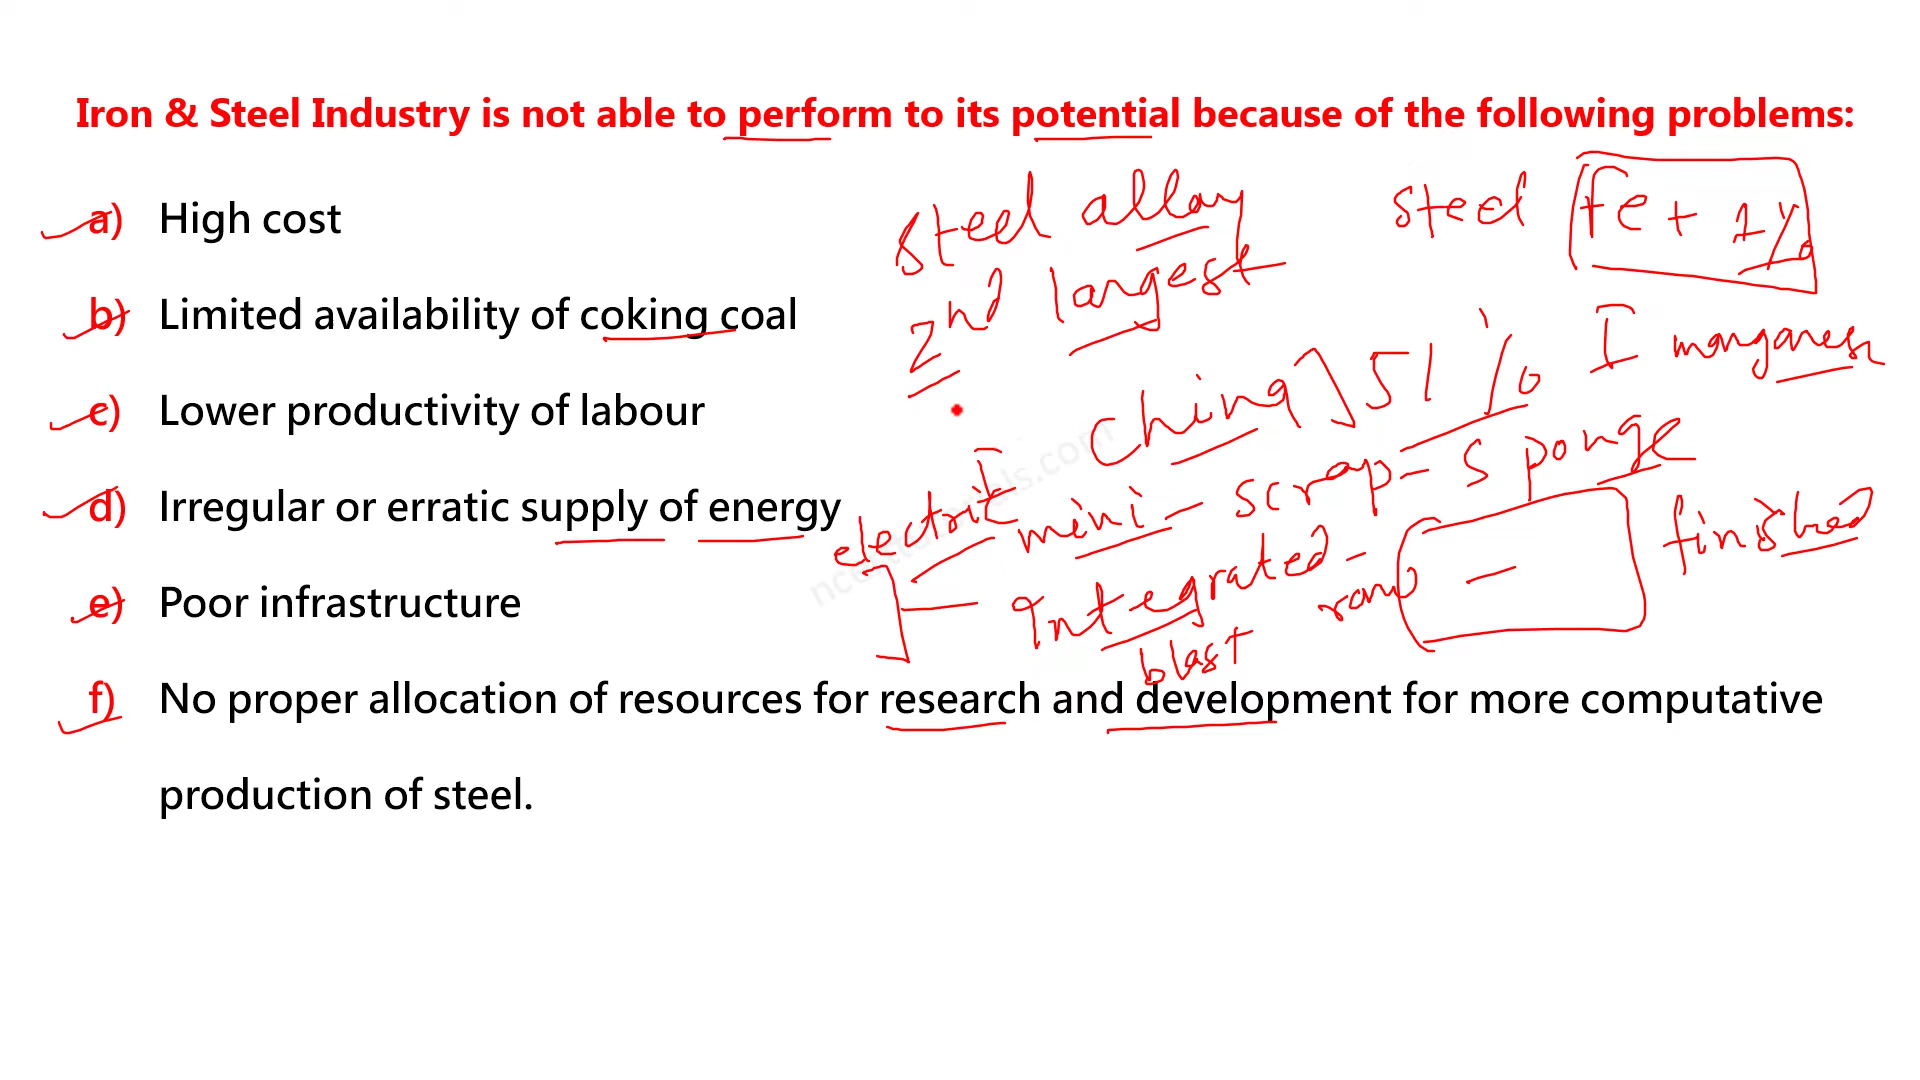 Iron & Steel Industry is not able to perform to its potential because of the following problems:
a) High cost
b) Limited availability of coking coal
c) Lower productivity of labour
d) Irregular or erratic supply of energy
e) Poor infrastructure
f) No proper allocation of resources for research and development for more computative
production of steel.
steel alloy
2nd largest
steel Fe + 1%
I manganese
China] 51%
electric
mini - scrap = sponge
Integrated - raw
blast
finished